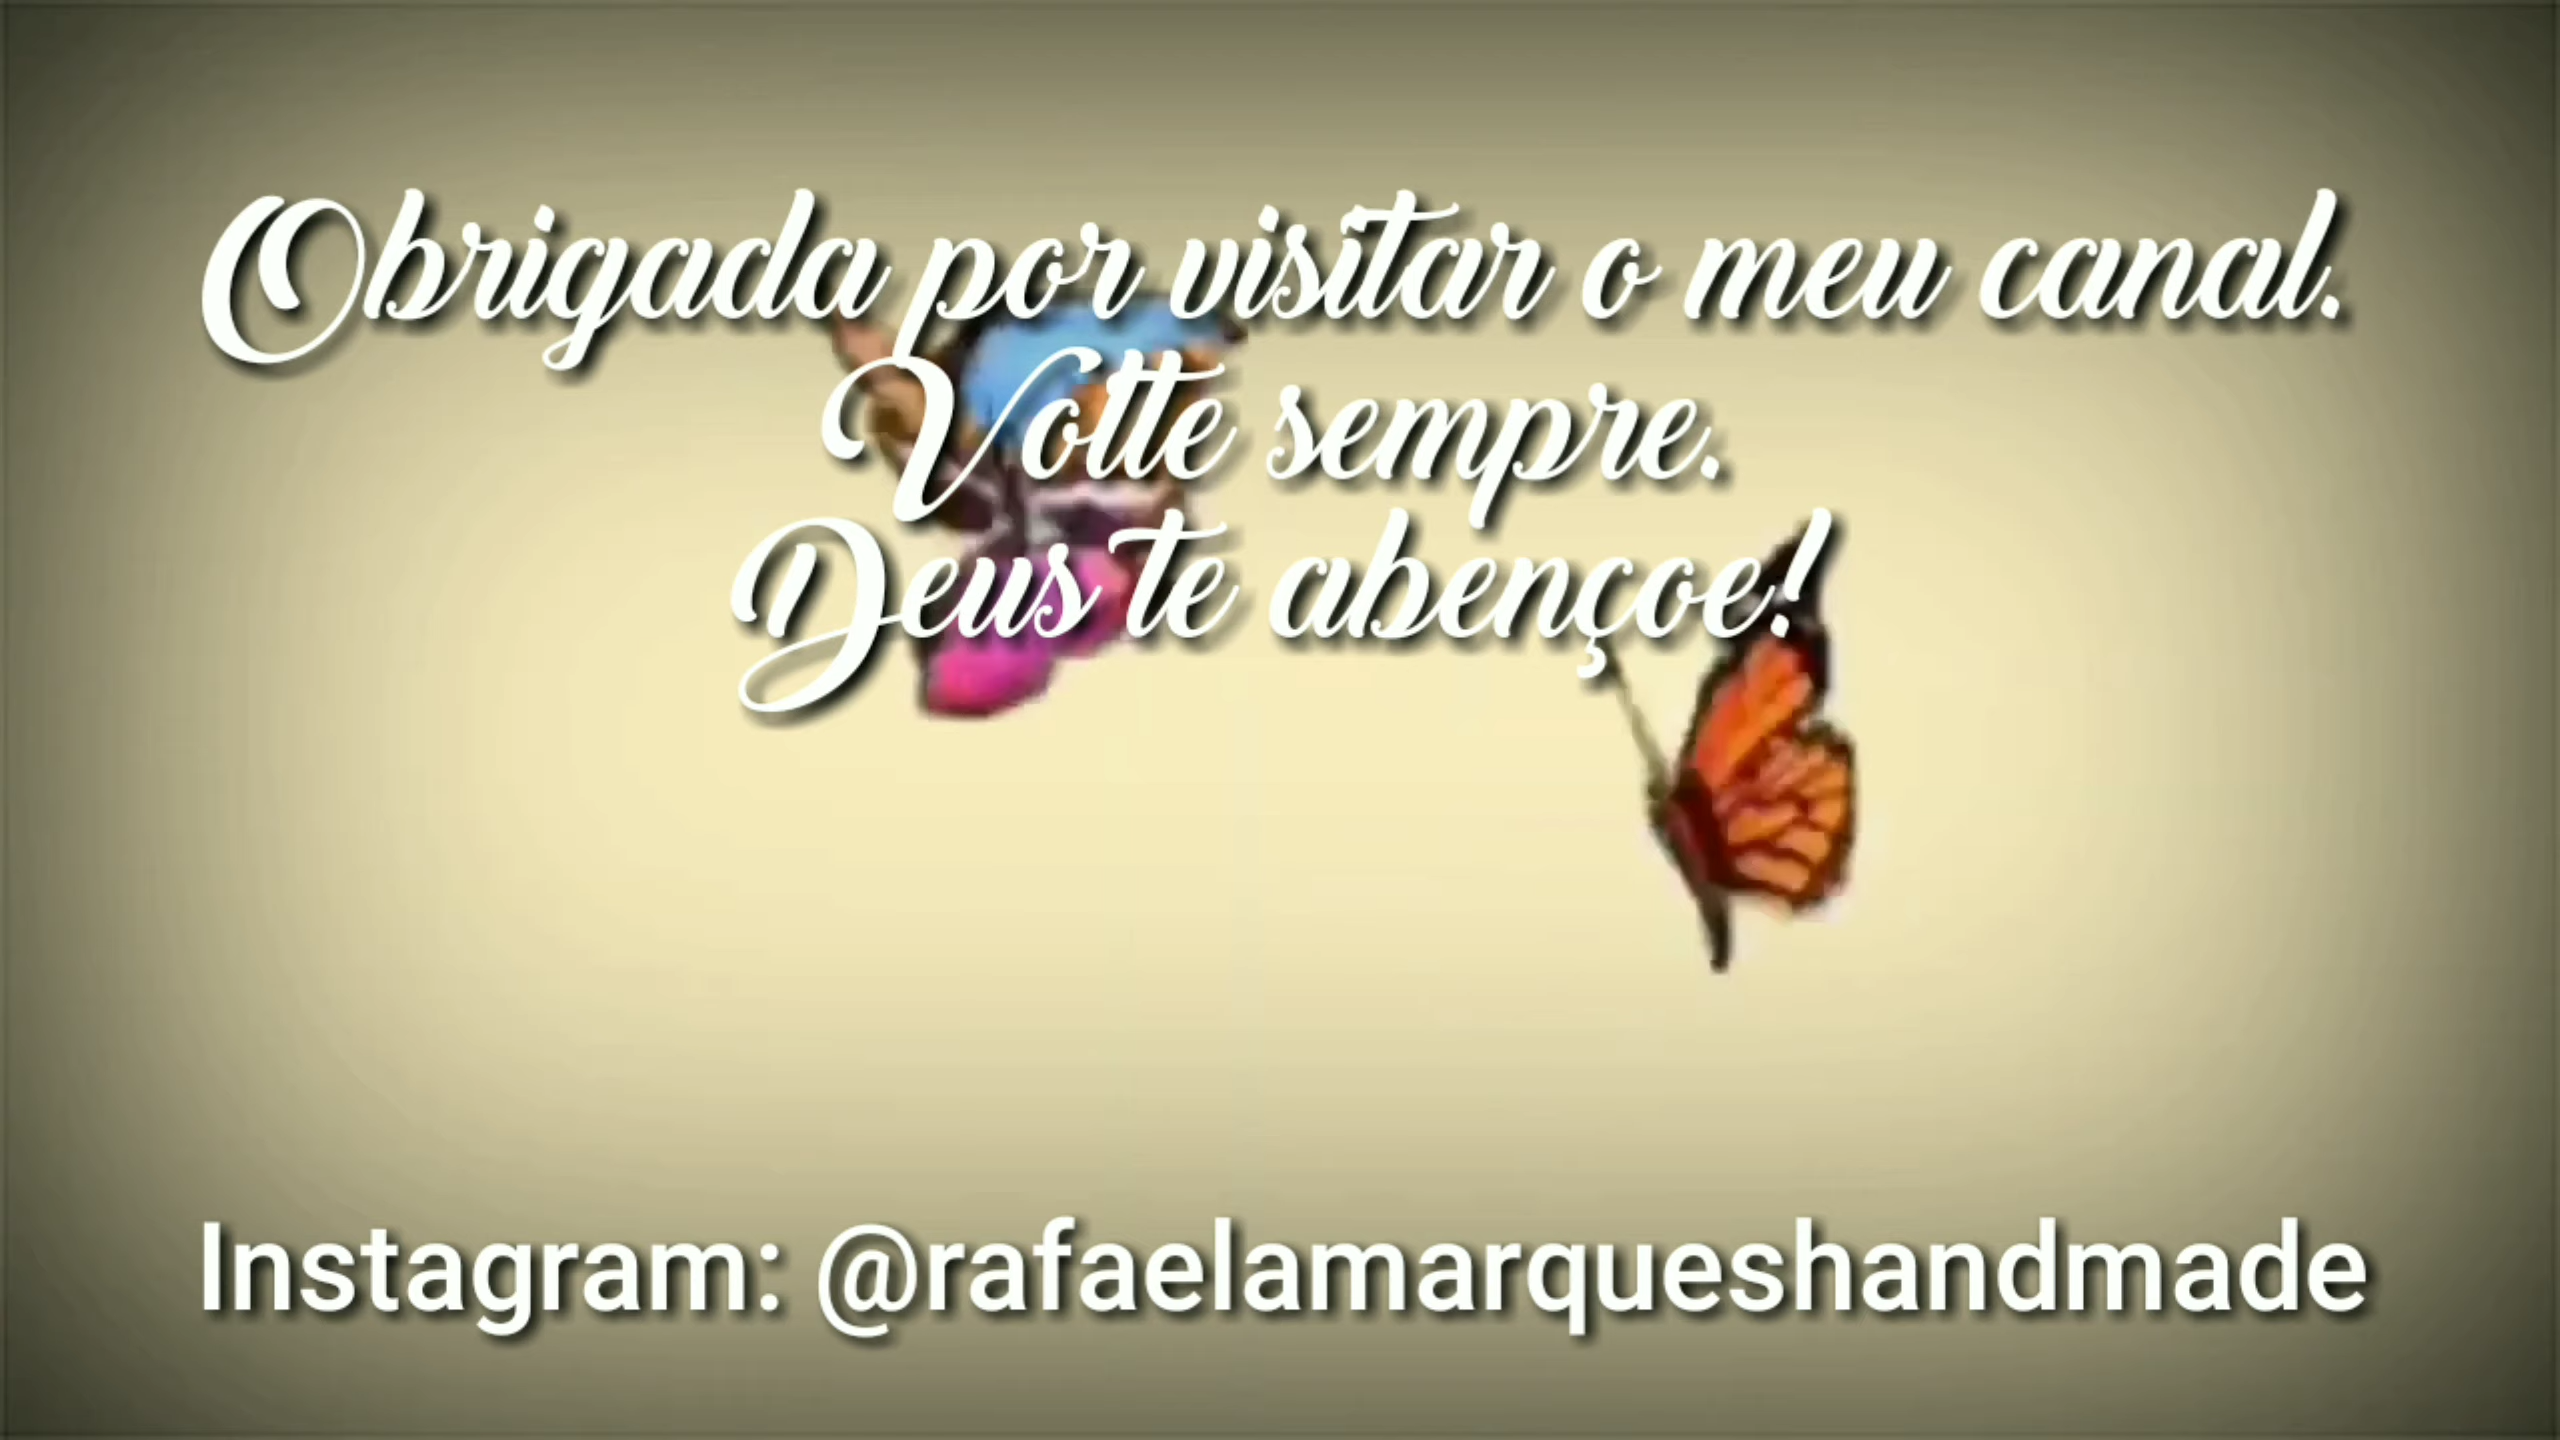 Obrigada por visitar o meu canal.
Volte sempre.
Deus te abençoe!
Instagram: @rafaelamarqueshandmade